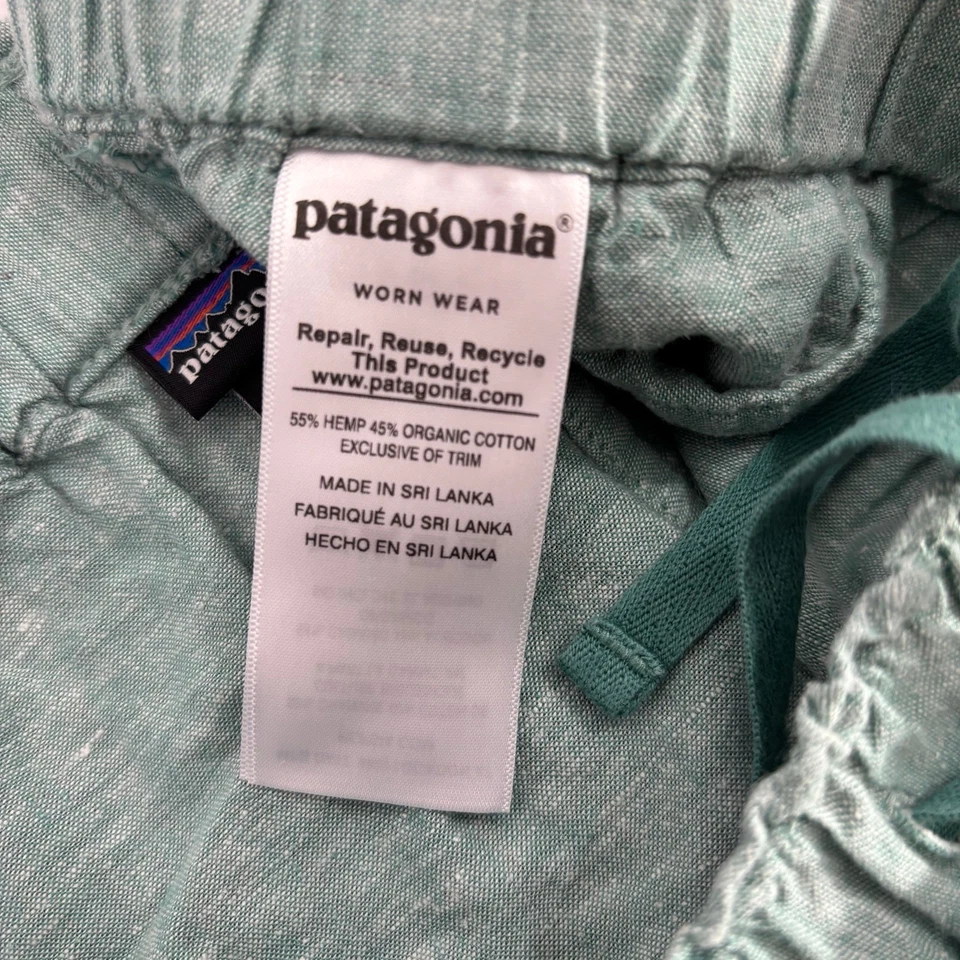 patagonia®
WORN WEAR
Repair, Reuse, Recycle
This Product
www.patagonia.com
55% HEMP 45% ORGANIC COTTON
EXCLUSIVE OF TRIM
MADE IN SRI LANKA
FABRIQUÉ AU SRI LANKA
HECHO EN SRI LANKA
patago